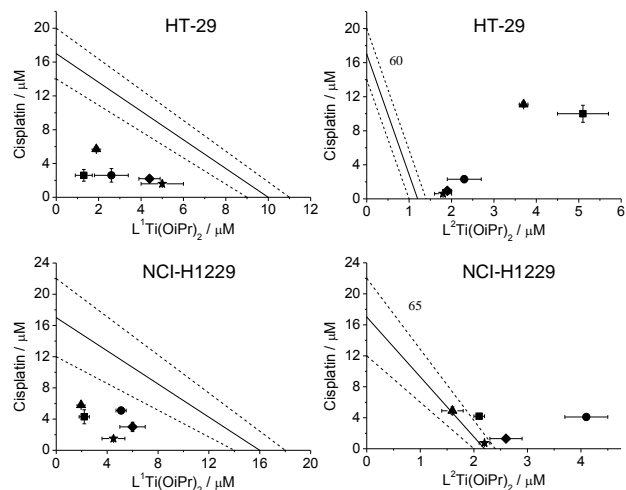 HT-29
Cisplatin / μM
20
16
12
8
4
0
0 2 4 6 8 10 12
L¹Ti(OiPr)₂ / μM
HT-29
Cisplatin / μM
20
16
12
8
4
0
60
0 1 2 3 4 5 6
L²Ti(OiPr)₂ / μM
NCI-H1229
Cisplatin / μM
24
20
16
12
8
4
0
0 4 8 12 16 20
L¹Ti(OiPr)₂ / μM
NCI-H1229
Cisplatin / μM
24
20
16
12
8
4
0
65
0 1 2 3 4
L²Ti(OiPr)₂ / μM